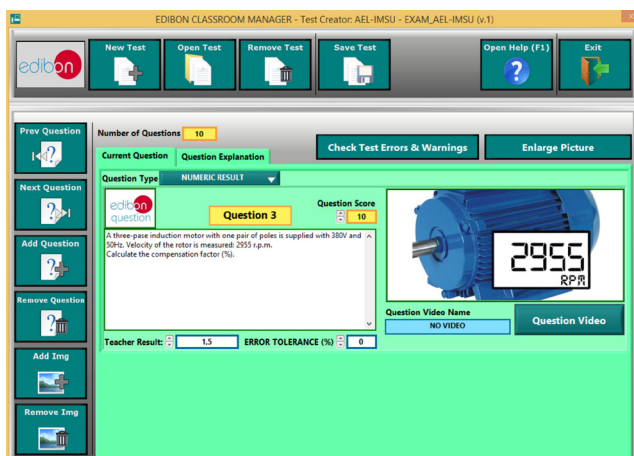 EDIBON CLASSROOM MANAGER - Test Creator: AEL-IMSU - EXAM_AEL-IMSU (v.1)
edibon
New Test
Open Test
Remove Test
Save Test
Open Help (F1)
Exit
Prev Question
Next Question
Add Question
Remove Question
Add Img
Remove Img
Number of Questions 10
Check Test Errors & Warnings
Enlarge Picture
Current Question
Question Explanation
Question Type NUMERIC RESULT
edibon
question
Question 3
Question Score
10
A three-pase induction motor with one pair of poles is supplied with 380V and
50Hz. Velocity of the rotor is measured: 2955 r.p.m.
Calculate the compensation factor (%).
2955
RPM
Question Video Name
NO VIDEO
Question Video
Teacher Result: 1,5 ERROR TOLERANCE (%) 0